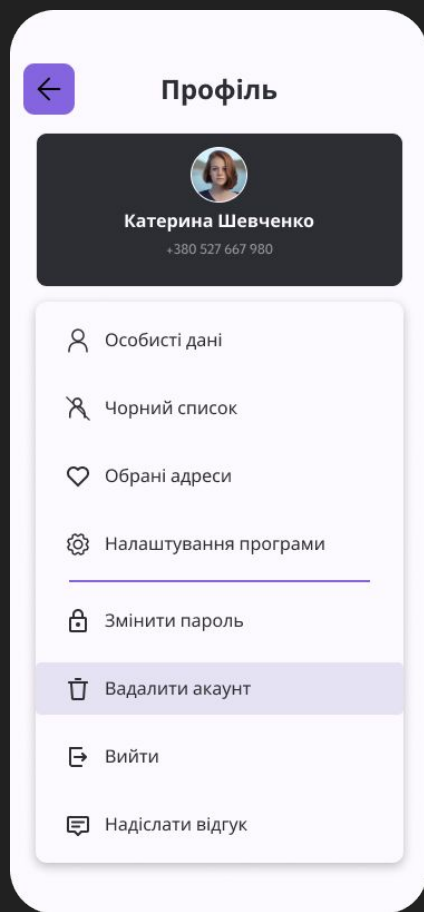 Профіль
Катерина Шевченко
+380 527 667 980
Особисті дані
Чорний список
Обрані адреси
Налаштування програми
Змінити пароль
Вадалити акаунт
Вийти
Надіслати відгук